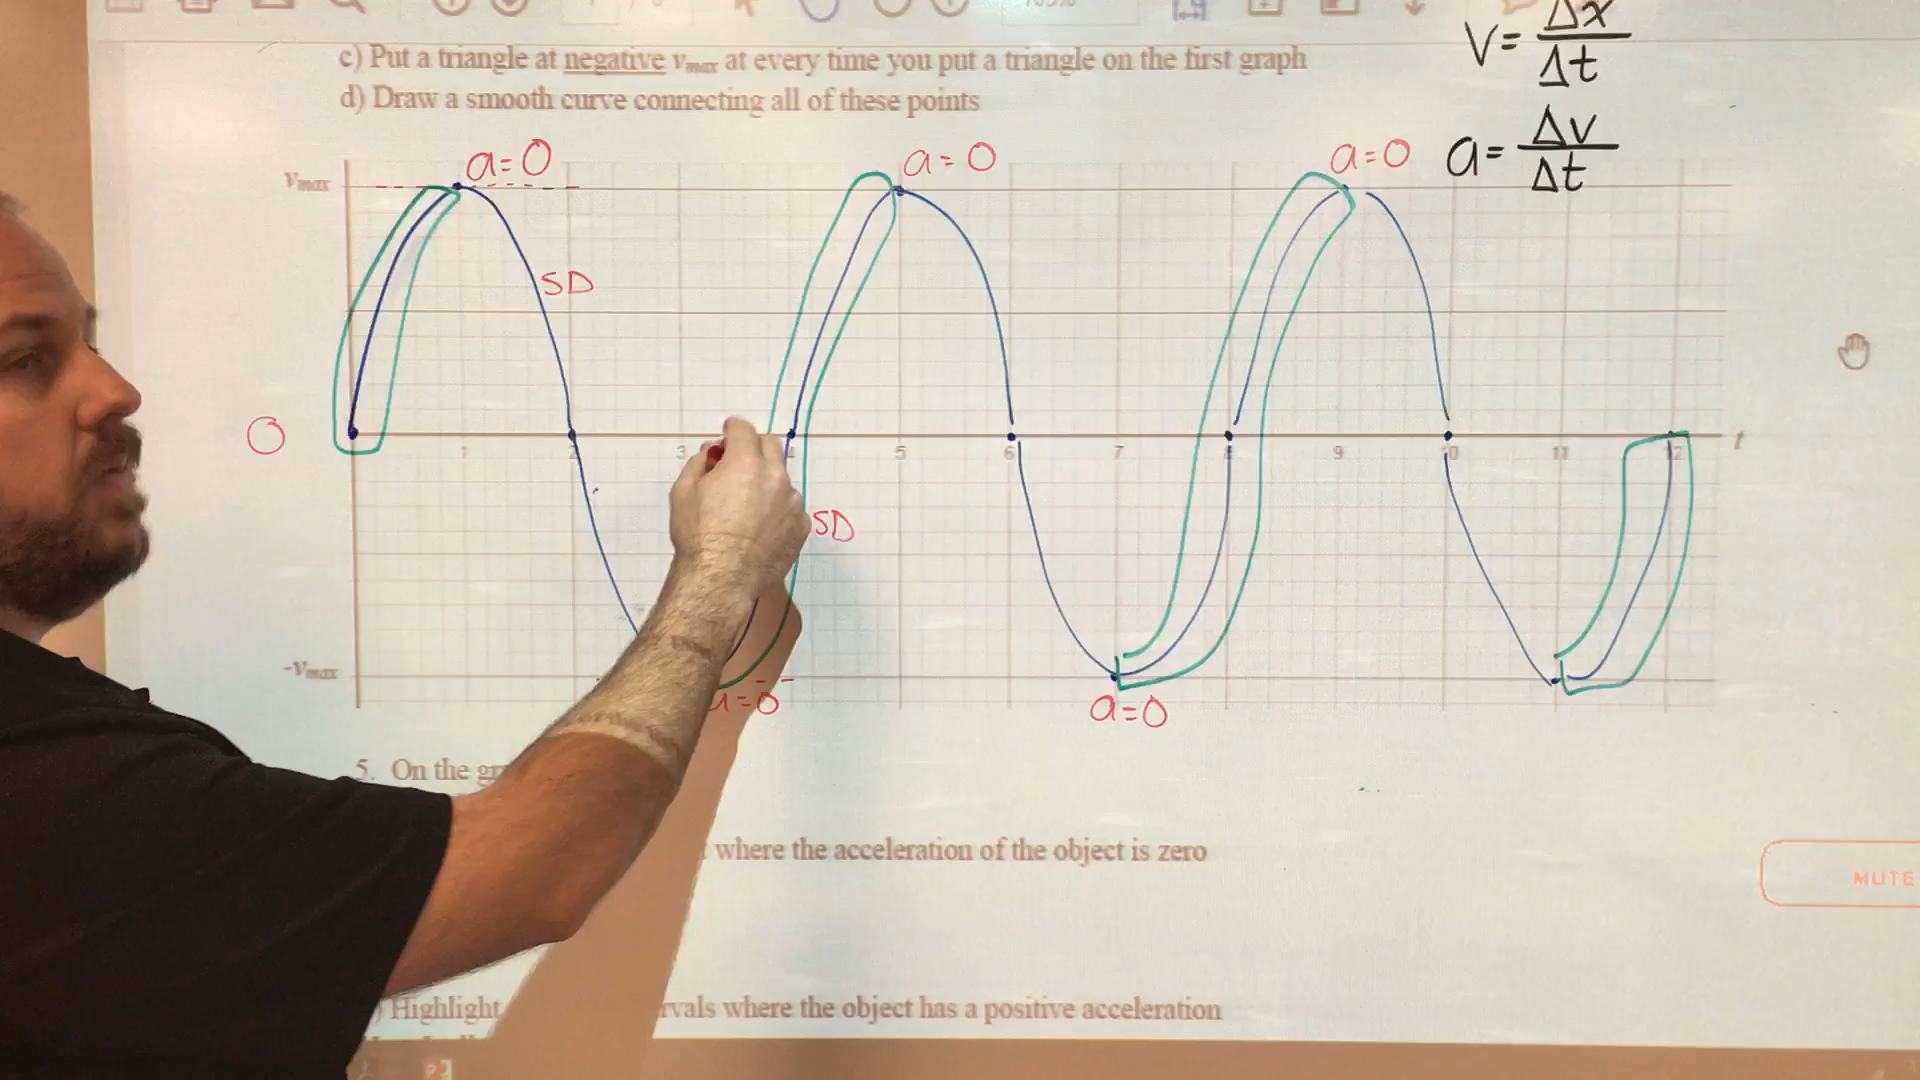 c) Put a triangle at negative vmax at every time you put a triangle on the first graph
d) Draw a smooth curve connecting all of these points
V = Δx / Δt
a = Δv / Δt
a=0 a=0 a=0
vmax
SD
0
1 2 3 4 5 6 7 8 9 10 11 12 t
SD
-vmax
a=0 a=0
5. On the
where the acceleration of the object is zero
MUTE
Highlight
where the object has a positive acceleration